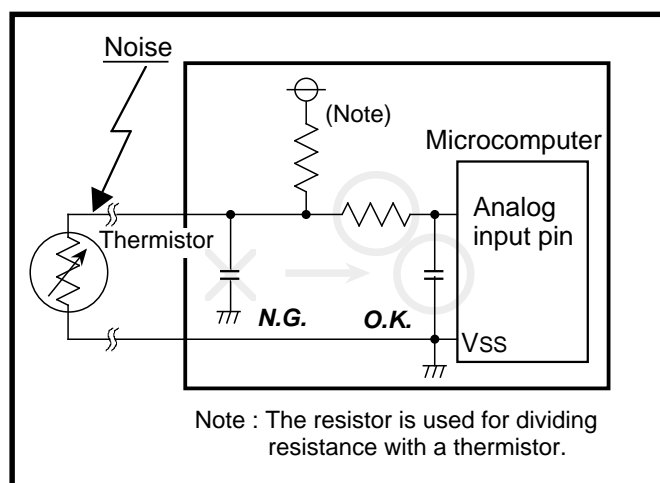 Noise
(Note)
Microcomputer
Analog
input pin
Thermistor
N.G.
O.K.
VSS
Note : The resistor is used for dividing
resistance with a thermistor.